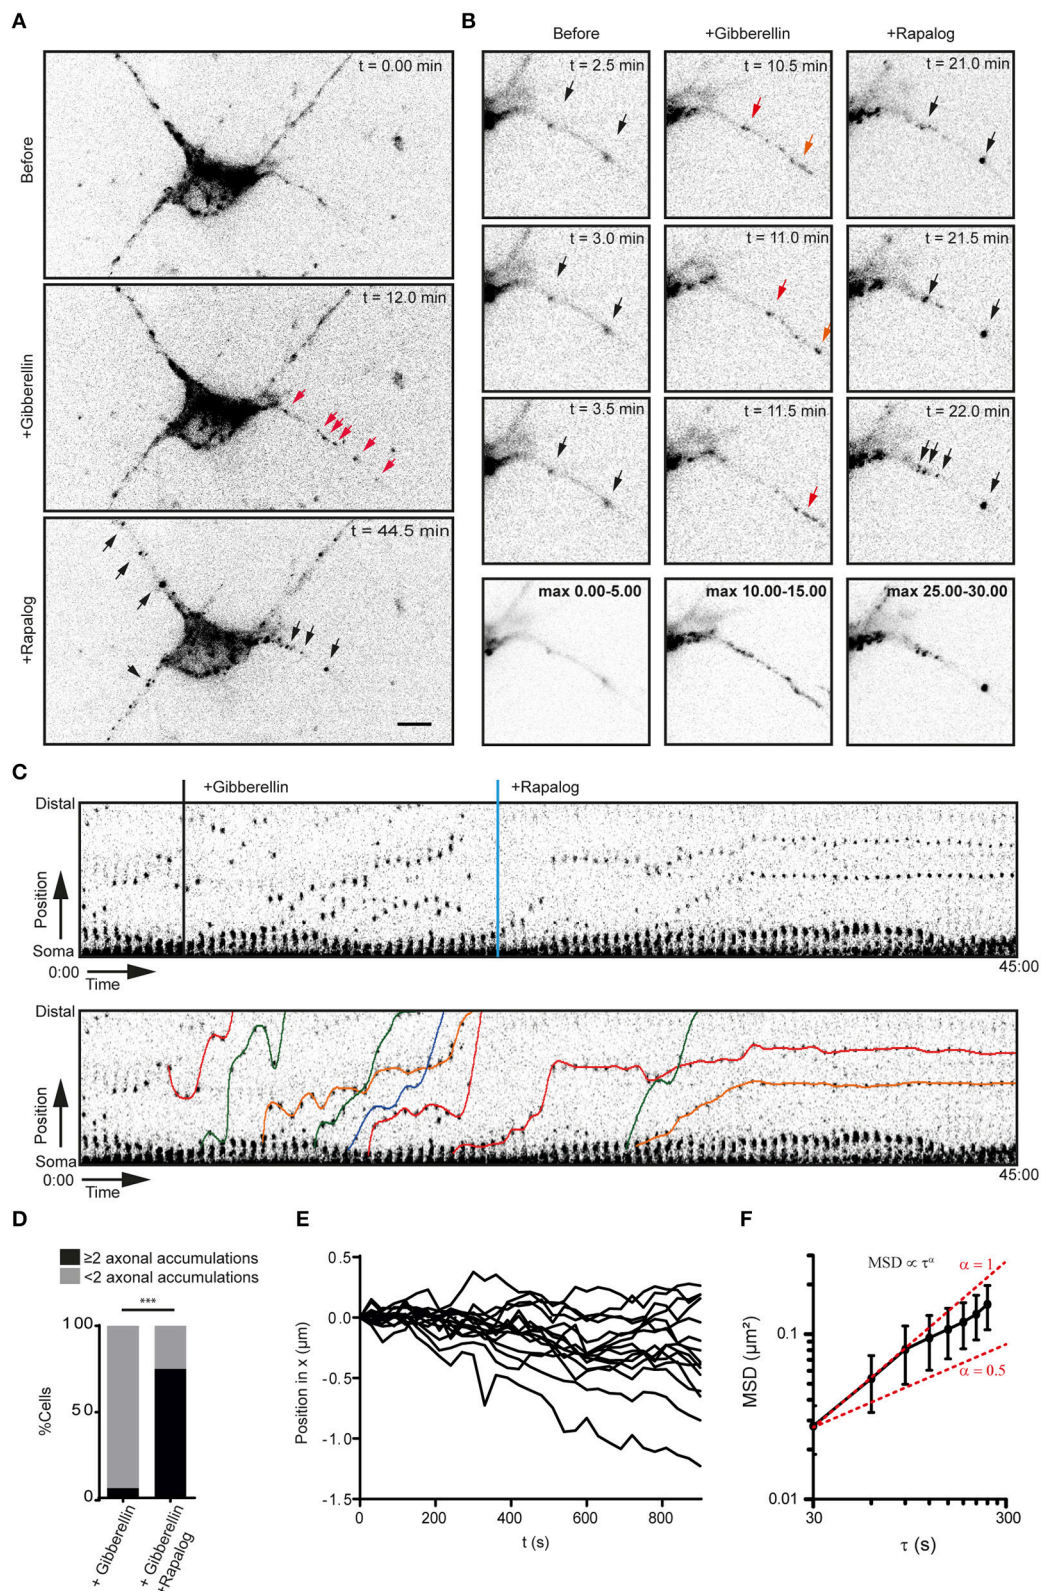 A
Before
t = 0.00 min
+Gibberellin
t = 12.0 min
+Rapalog
t = 44.5 min
B
Before
+Gibberellin
+Rapalog
t = 2.5 min
t = 10.5 min
t = 21.0 min
t = 3.0 min
t = 11.0 min
t = 21.5 min
t = 3.5 min
t = 11.5 min
t = 22.0 min
max 0.00-5.00
max 10.00-15.00
max 25.00-30.00
C
+Gibberellin
+Rapalog
Distal
Position
Soma
0:00
Time
45:00
Distal
Position
Soma
0:00
Time
45:00
D
≥2 axonal accumulations
<2 axonal accumulations
***
100
50
0
%Cells
+ Gibberellin
+ Gibberellin
+Rapalog
E
0.5
0.0
-0.5
-1.0
-1.5
Position in x (µm)
0
200
400
600
800
t (s)
F
MSD ∝ τᵅ
α = 1
α = 0.5
0.1
0.01
MSD (µm²)
30
300
τ (s)